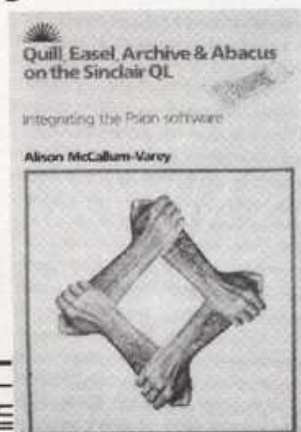 Quill, Easel, Archive & Abacus
on the Sinclair QL
Integrating the Psion software
Alison McCallum-Varey